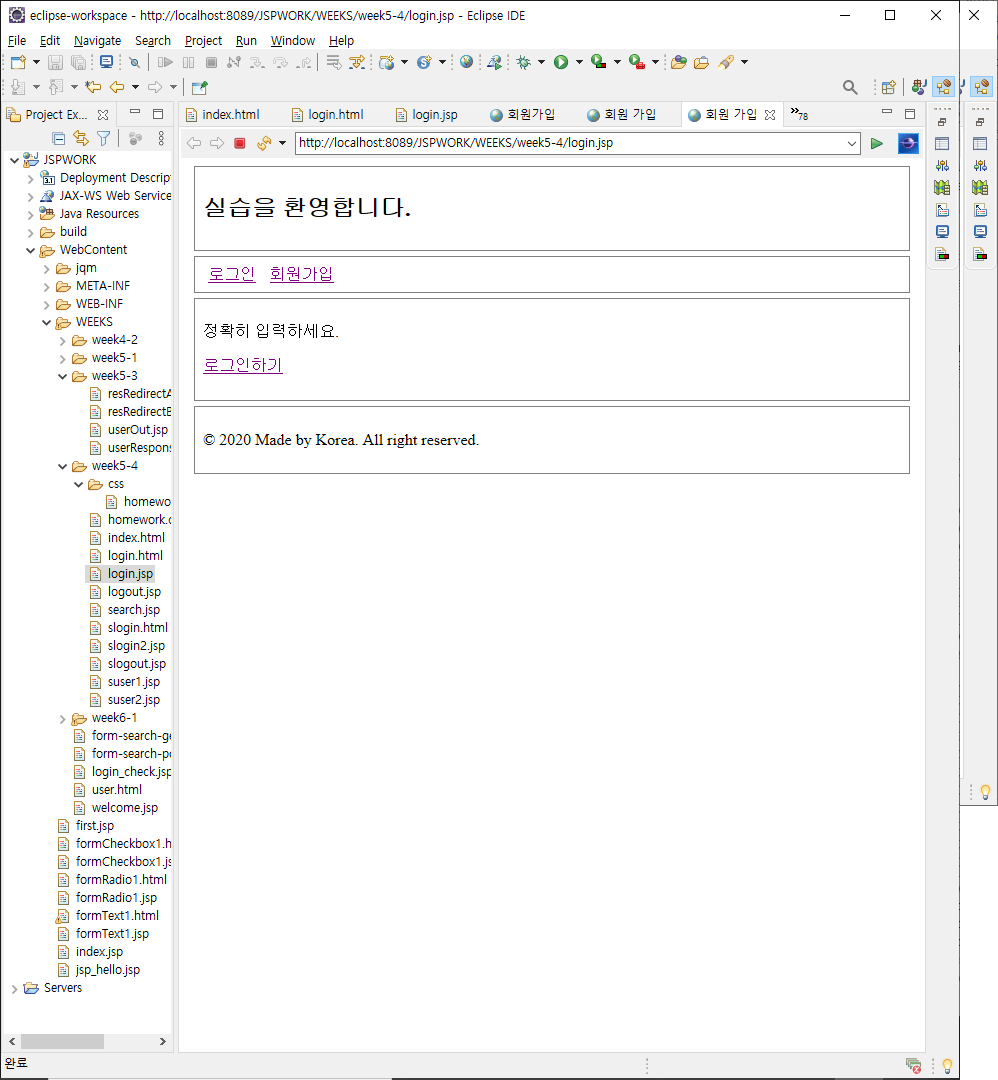 eclipse-workspace - http://localhost:8089/JSPWORK/WEEKS/week5-4/login.jsp - Eclipse IDE
File Edit Navigate Search Project Run Window Help
Project Ex...
index.html login.html login.jsp 회원가입 회원 가입 회원 가입 »78
http://localhost:8089/JSPWORK/WEEKS/week5-4/login.jsp
JSPWORK
Deployment Descrip
JAX-WS Web Service
Java Resources
build
WebContent
jqm
META-INF
WEB-INF
WEEKS
week4-2
week5-1
week5-3
resRedirectA
resRedirectB
userOut.jsp
userRespons
week5-4
css
homewo
homework.c
index.html
login.html
login.jsp
logout.jsp
search.jsp
slogin.html
slogin2.jsp
slogout.jsp
suser1.jsp
suser2.jsp
week6-1
form-search-ge
form-search-po
login_check.jsp
user.html
welcome.jsp
first.jsp
formCheckbox1.h
formCheckbox1.js
formRadio1.html
formRadio1.jsp
formText1.html
formText1.jsp
index.jsp
jsp_hello.jsp
Servers
실습을 환영합니다.
로그인 회원가입
정확히 입력하세요.
로그인하기
© 2020 Made by Korea. All right reserved.
완료